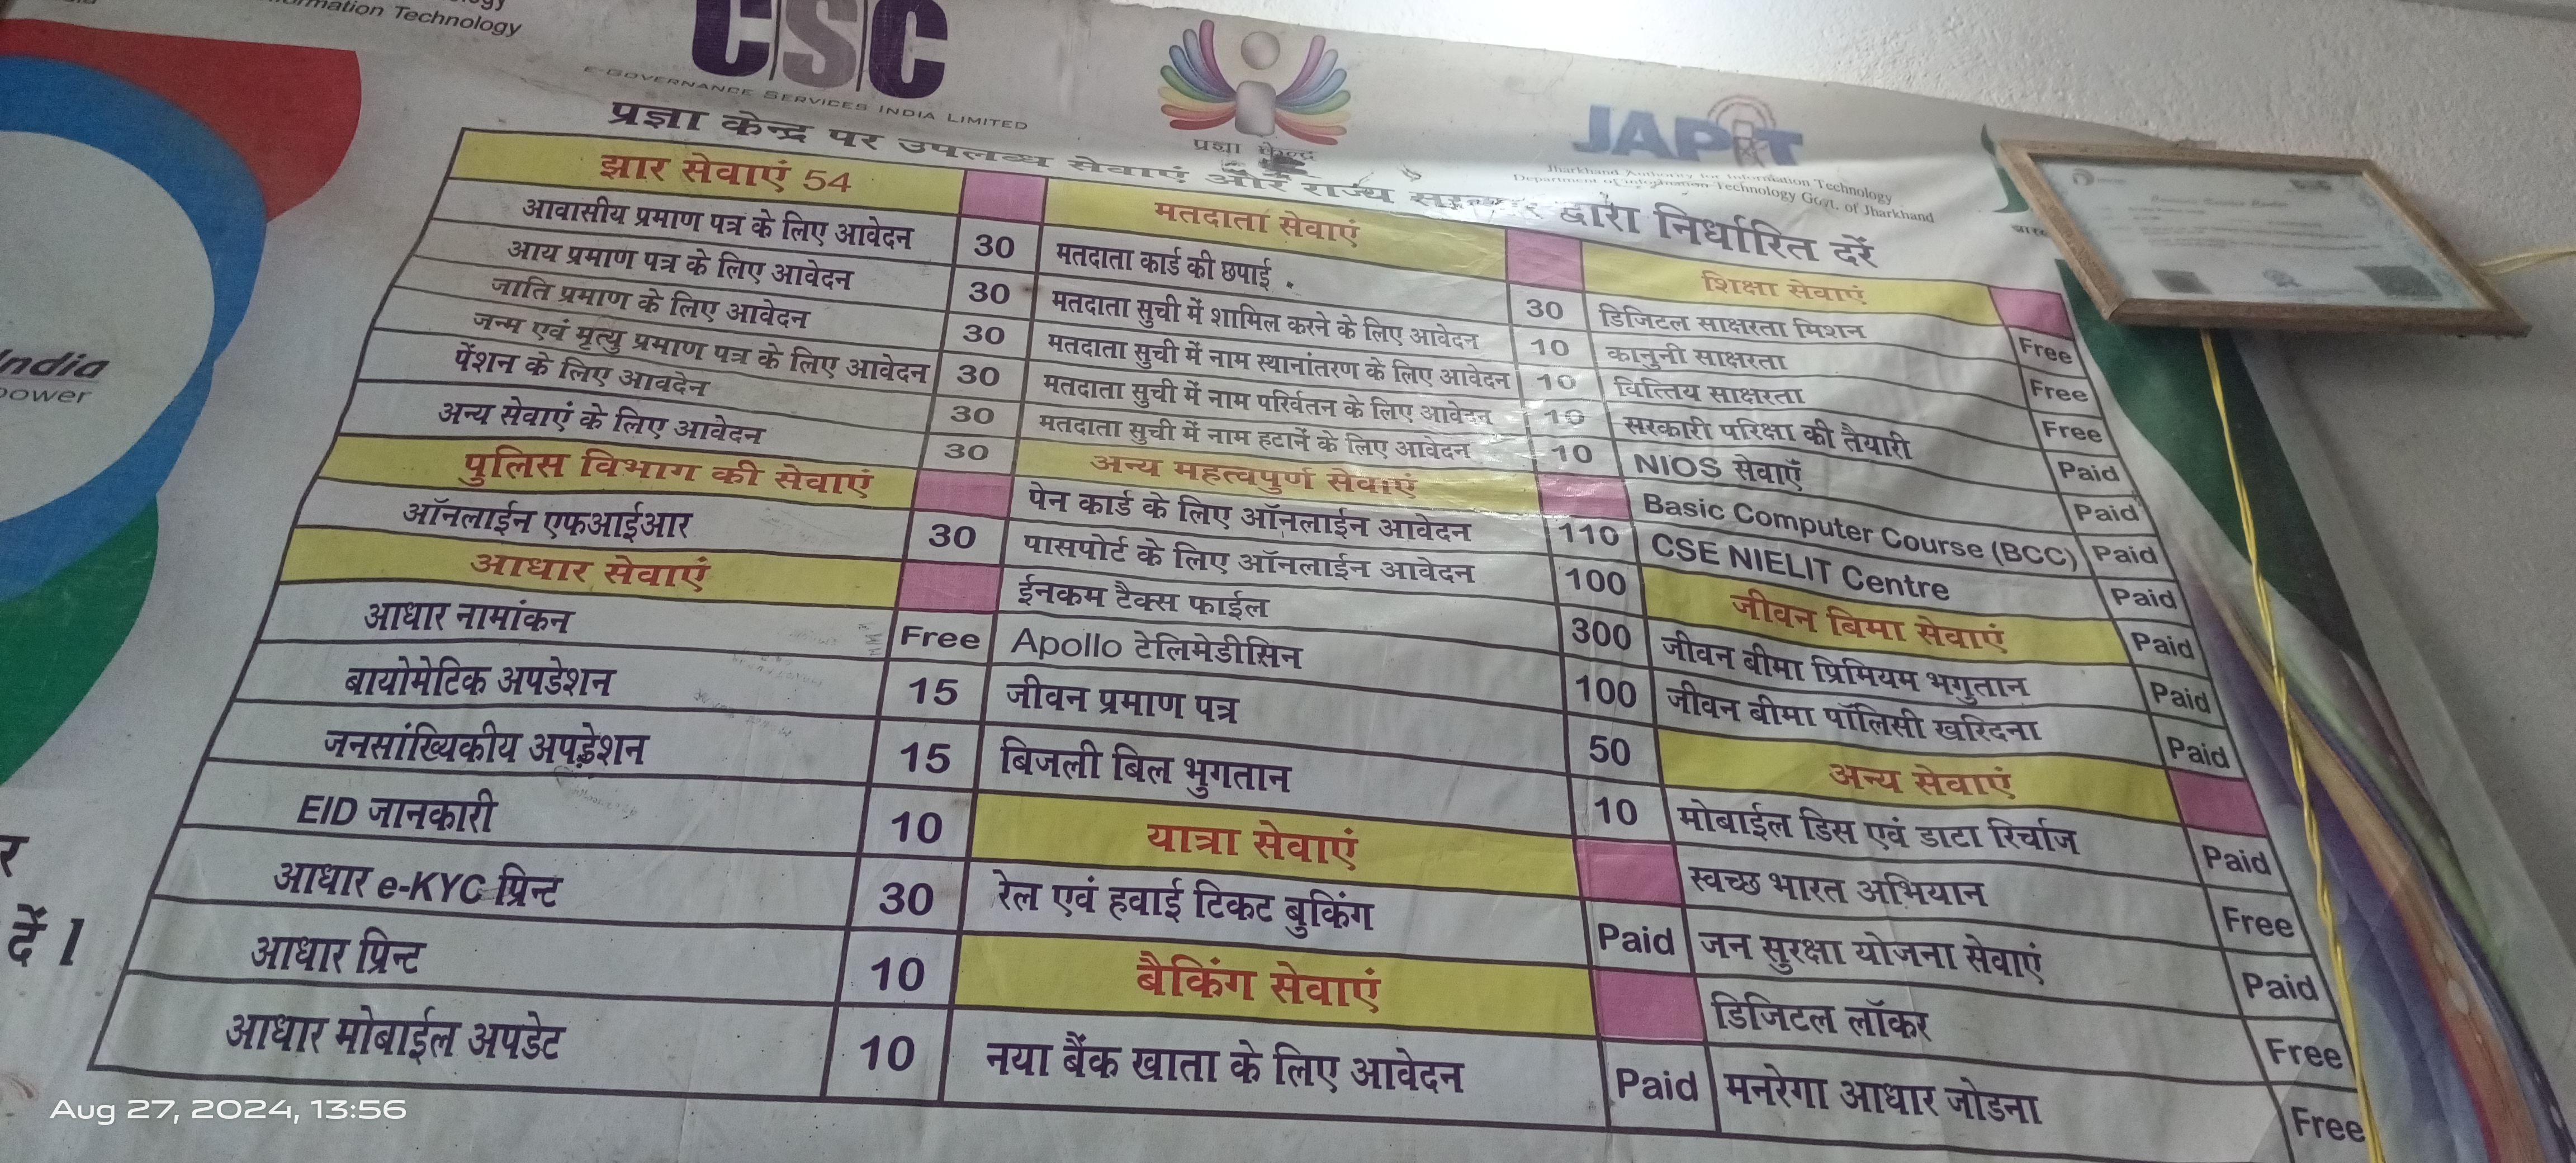 ogy
rmation Technology
CSC
E-GOVERNANCE SERVICES INDIA LIMITED
प्रज्ञा केन्द्र
JAPIT
Jharkhand Authority for Information Technology
Department of Information Technology Govt. of Jharkhand
India
power
र
दें।
प्रज्ञा केन्द्र पर उपलब्ध सेवाएं और राज्य सरकार द्वारा निर्धारित दरें
झार सेवाएं 54
आवासीय प्रमाण पत्र के लिए आवेदन 30
आय प्रमाण पत्र के लिए आवेदन 30
जाति प्रमाण के लिए आवेदन 30
जन्म एवं मृत्यु प्रमाण पत्र के लिए आवेदन 30
पेंशन के लिए आवदेन 30
अन्य सेवाएं के लिए आवेदन 30
पुलिस विभाग की सेवाएं
ऑनलाईन एफआईआर 30
आधार सेवाएं
आधार नामांकन Free
बायोमेटिक अपडेशन 15
जनसांख्यिकीय अपड़ेशन 15
EID जानकारी 10
आधार e-KYC प्रिन्ट 30
आधार प्रिन्ट 10
आधार मोबाईल अपडेट 10
मतदाता सेवाएं
मतदाता कार्ड की छपाई 30
मतदाता सुची में शामिल करने के लिए आवेदन 10
मतदाता सुची में नाम स्थानांतरण के लिए आवेदन 10
मतदाता सुची में नाम परिर्वतन के लिए आवेदन 10
मतदाता सुची में नाम हटानें के लिए आवेदन 10
अन्य महत्वपुर्ण सेवाएं
पेन कार्ड के लिए ऑनलाईन आवेदन 110
पासपोर्ट के लिए ऑनलाईन आवेदन 100
ईनकम टैक्स फाईल 300
Apollo टेलिमेडीसिन 100
जीवन प्रमाण पत्र 50
बिजली बिल भुगतान 10
यात्रा सेवाएं
रेल एवं हवाई टिकट बुकिंग Paid
बैकिंग सेवाएं
नया बैंक खाता के लिए आवेदन Paid
शिक्षा सेवाएं
डिजिटल साक्षरता मिशन Free
कानुनी साक्षरता Free
वित्तिय साक्षरता Free
सरकारी परिक्षा की तैयारी Paid
NIOS सेवाएँ Paid
Basic Computer Course (BCC) Paid
CSE NIELIT Centre Paid
जीवन बिमा सेवाएं Paid
जीवन बीमा प्रिमियम भगुतान Paid
जीवन बीमा पॉलिसी खरिदना Paid
अन्य सेवाएं
मोबाईल डिस एवं डाटा रिर्चाज Paid
स्वच्छ भारत अभियान Free
जन सुरक्षा योजना सेवाएं Paid
डिजिटल लॉकर Free
मनरेगा आधार जोडना Free
Aug 27, 2024, 13:56